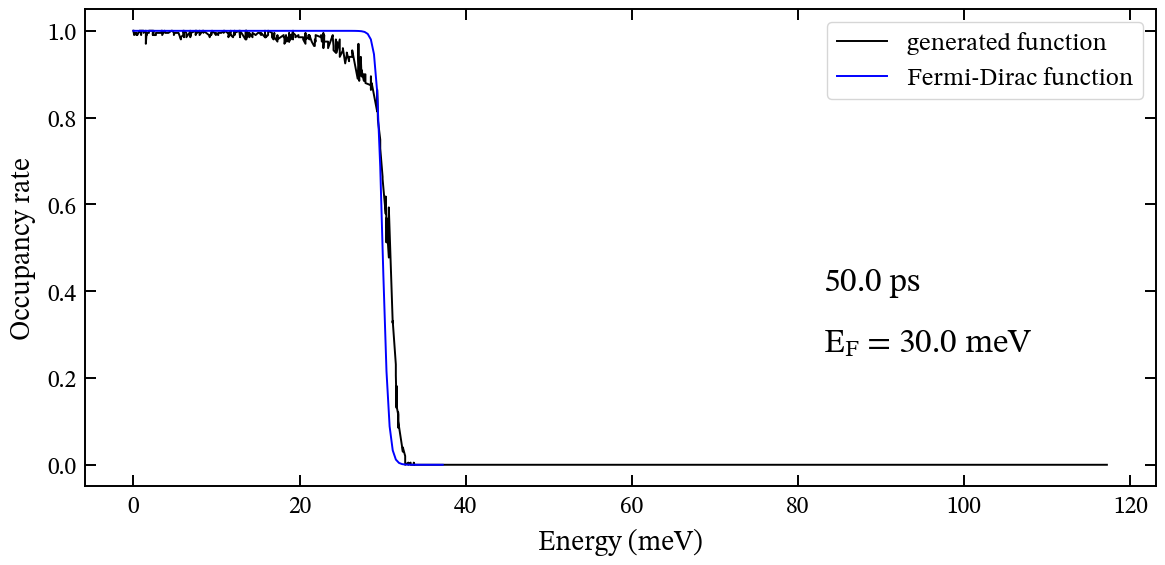 generated function
Fermi-Dirac function
1.0
0.8
0.6
0.4
0.2
0.0
Occupancy rate
50.0 ps
E_F = 30.0 meV
0 20 40 60 80 100 120
Energy (meV)